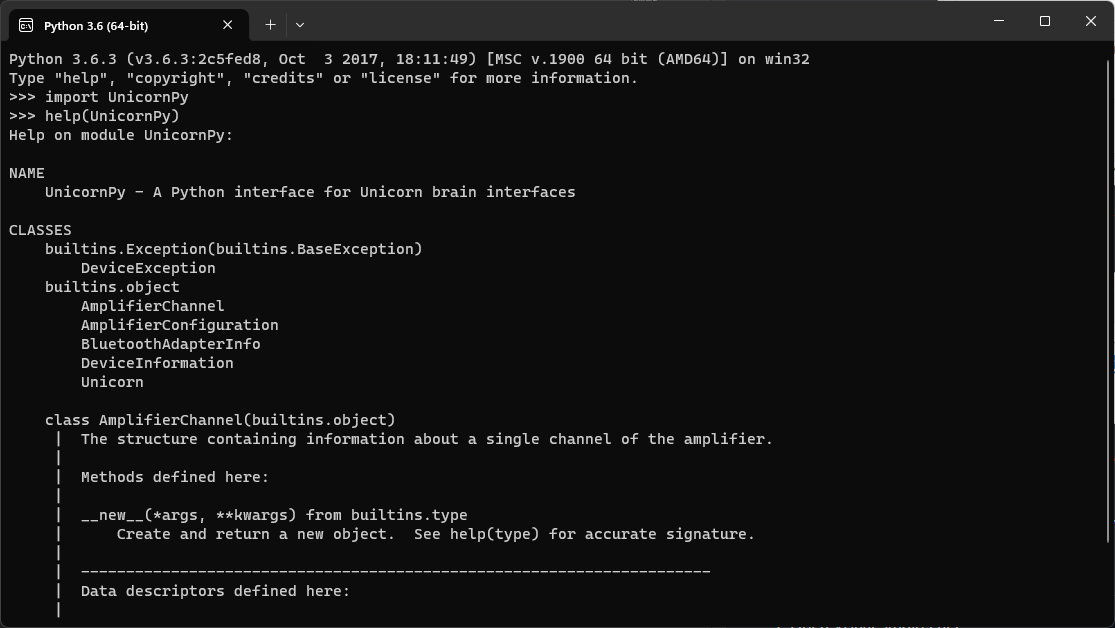 Python 3.6 (64-bit)
Python 3.6.3 (v3.6.3:2c5fed8, Oct  3 2017, 18:11:49) [MSC v.1900 64 bit (AMD64)] on win32
Type "help", "copyright", "credits" or "license" for more information.
>>> import UnicornPy
>>> help(UnicornPy)
Help on module UnicornPy:

NAME
    UnicornPy - A Python interface for Unicorn brain interfaces

CLASSES
    builtins.Exception(builtins.BaseException)
        DeviceException
    builtins.object
        AmplifierChannel
        AmplifierConfiguration
        BluetoothAdapterInfo
        DeviceInformation
        Unicorn

    class AmplifierChannel(builtins.object)
     |  The structure containing information about a single channel of the amplifier.
     |
     |  Methods defined here:
     |
     |  __new__(*args, **kwargs) from builtins.type
     |      Create and return a new object.  See help(type) for accurate signature.
     |
     |  ----------------------------------------------------------------------
     |  Data descriptors defined here:
     |